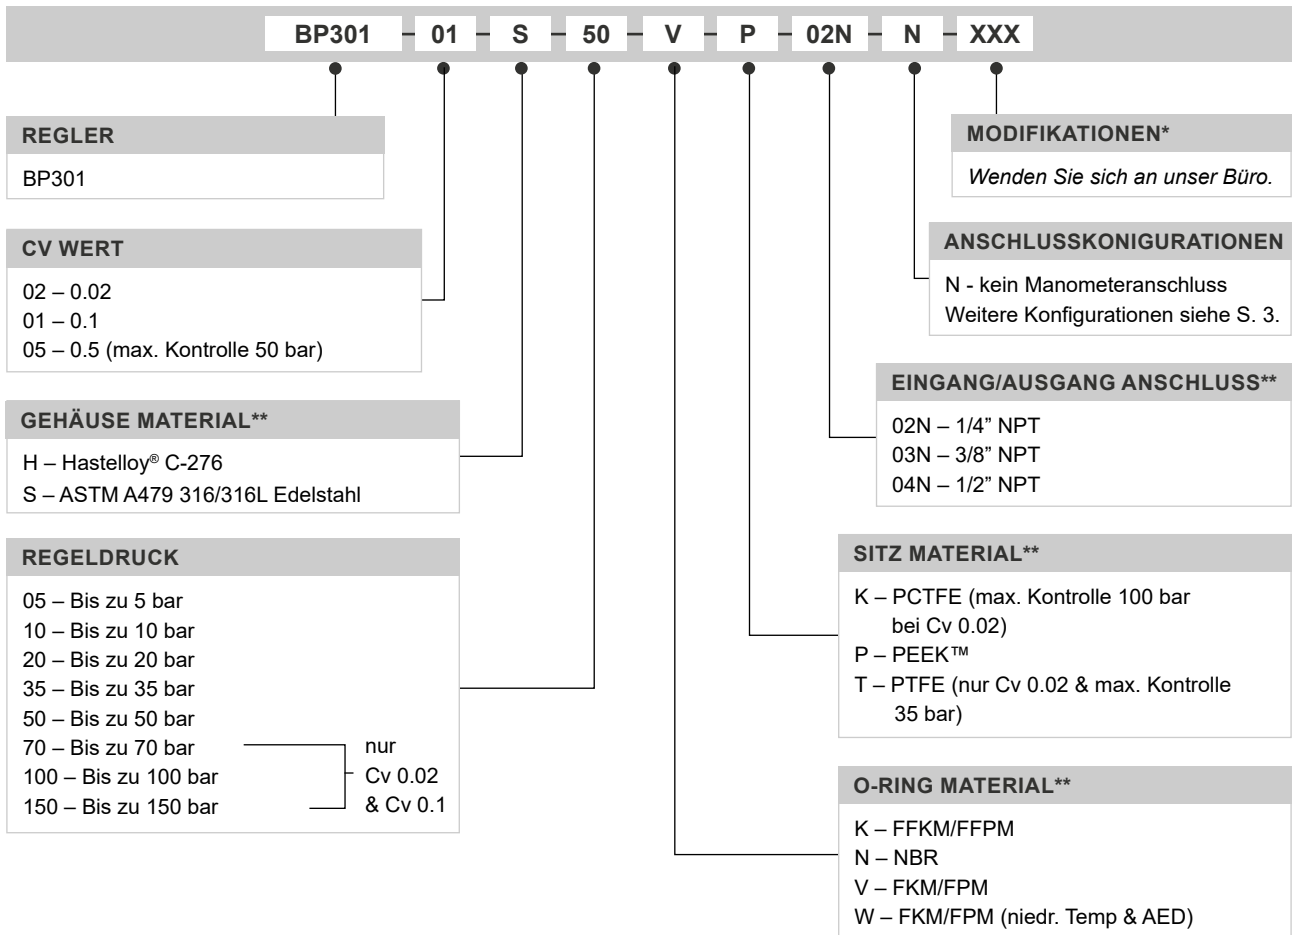 BP301 – 01 – S – 50 – V – P – 02N – N – XXX
REGLER
BP301
CV WERT
02 – 0.02
01 – 0.1
05 – 0.5 (max. Kontrolle 50 bar)
GEHÄUSE MATERIAL**
H – Hastelloy® C-276
S – ASTM A479 316/316L Edelstahl
REGELDRUCK
05 – Bis zu 5 bar
10 – Bis zu 10 bar
20 – Bis zu 20 bar
35 – Bis zu 35 bar
50 – Bis zu 50 bar
70 – Bis zu 70 bar
100 – Bis zu 100 bar
150 – Bis zu 150 bar
nur
Cv 0.02
& Cv 0.1
MODIFIKATIONEN*
Wenden Sie sich an unser Büro.
ANSCHLUSSKONIGURATIONEN
N - kein Manometeranschluss
Weitere Konfigurationen siehe S. 3.
EINGANG/AUSGANG ANSCHLUSS**
02N – 1/4” NPT
03N – 3/8” NPT
04N – 1/2” NPT
SITZ MATERIAL**
K – PCTFE (max. Kontrolle 100 bar
bei Cv 0.02)
P – PEEK™
T – PTFE (nur Cv 0.02 & max. Kontrolle
35 bar)
O-RING MATERIAL**
K – FFKM/FFPM
N – NBR
V – FKM/FPM
W – FKM/FPM (niedr. Temp & AED)